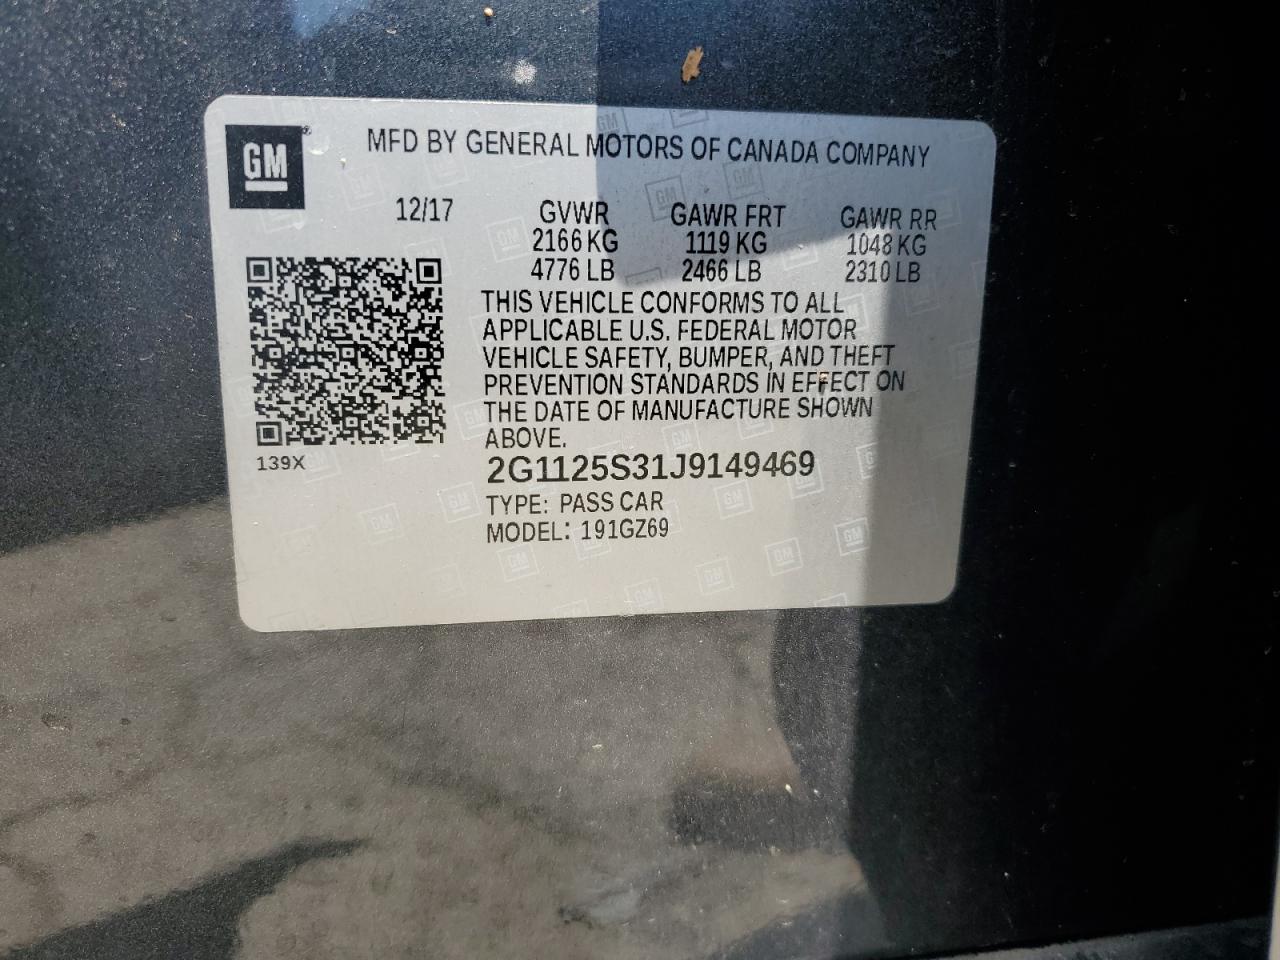 GM
MFD BY GENERAL MOTORS OF CANADA COMPANY
12/17 GVWR GAWR FRT GAWR RR
2166 KG 1119 KG 1048 KG
4776 LB 2466 LB 2310 LB
THIS VEHICLE CONFORMS TO ALL
APPLICABLE U.S. FEDERAL MOTOR
VEHICLE SAFETY, BUMPER, AND THEFT
PREVENTION STANDARDS IN EFFECT ON
THE DATE OF MANUFACTURE SHOWN
ABOVE.
139X
2G1125S31J9149469
TYPE: PASS CAR
MODEL: 191GZ69